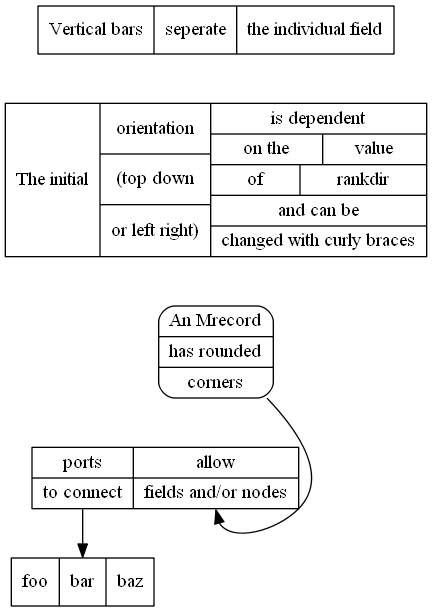 Vertical bars seperate the individual field
The initial
orientation
(top down
or left right)
is dependent
on the value
of rankdir
and can be
changed with curly braces
An Mrecord
has rounded
corners
ports allow
to connect fields and/or nodes
foo bar baz